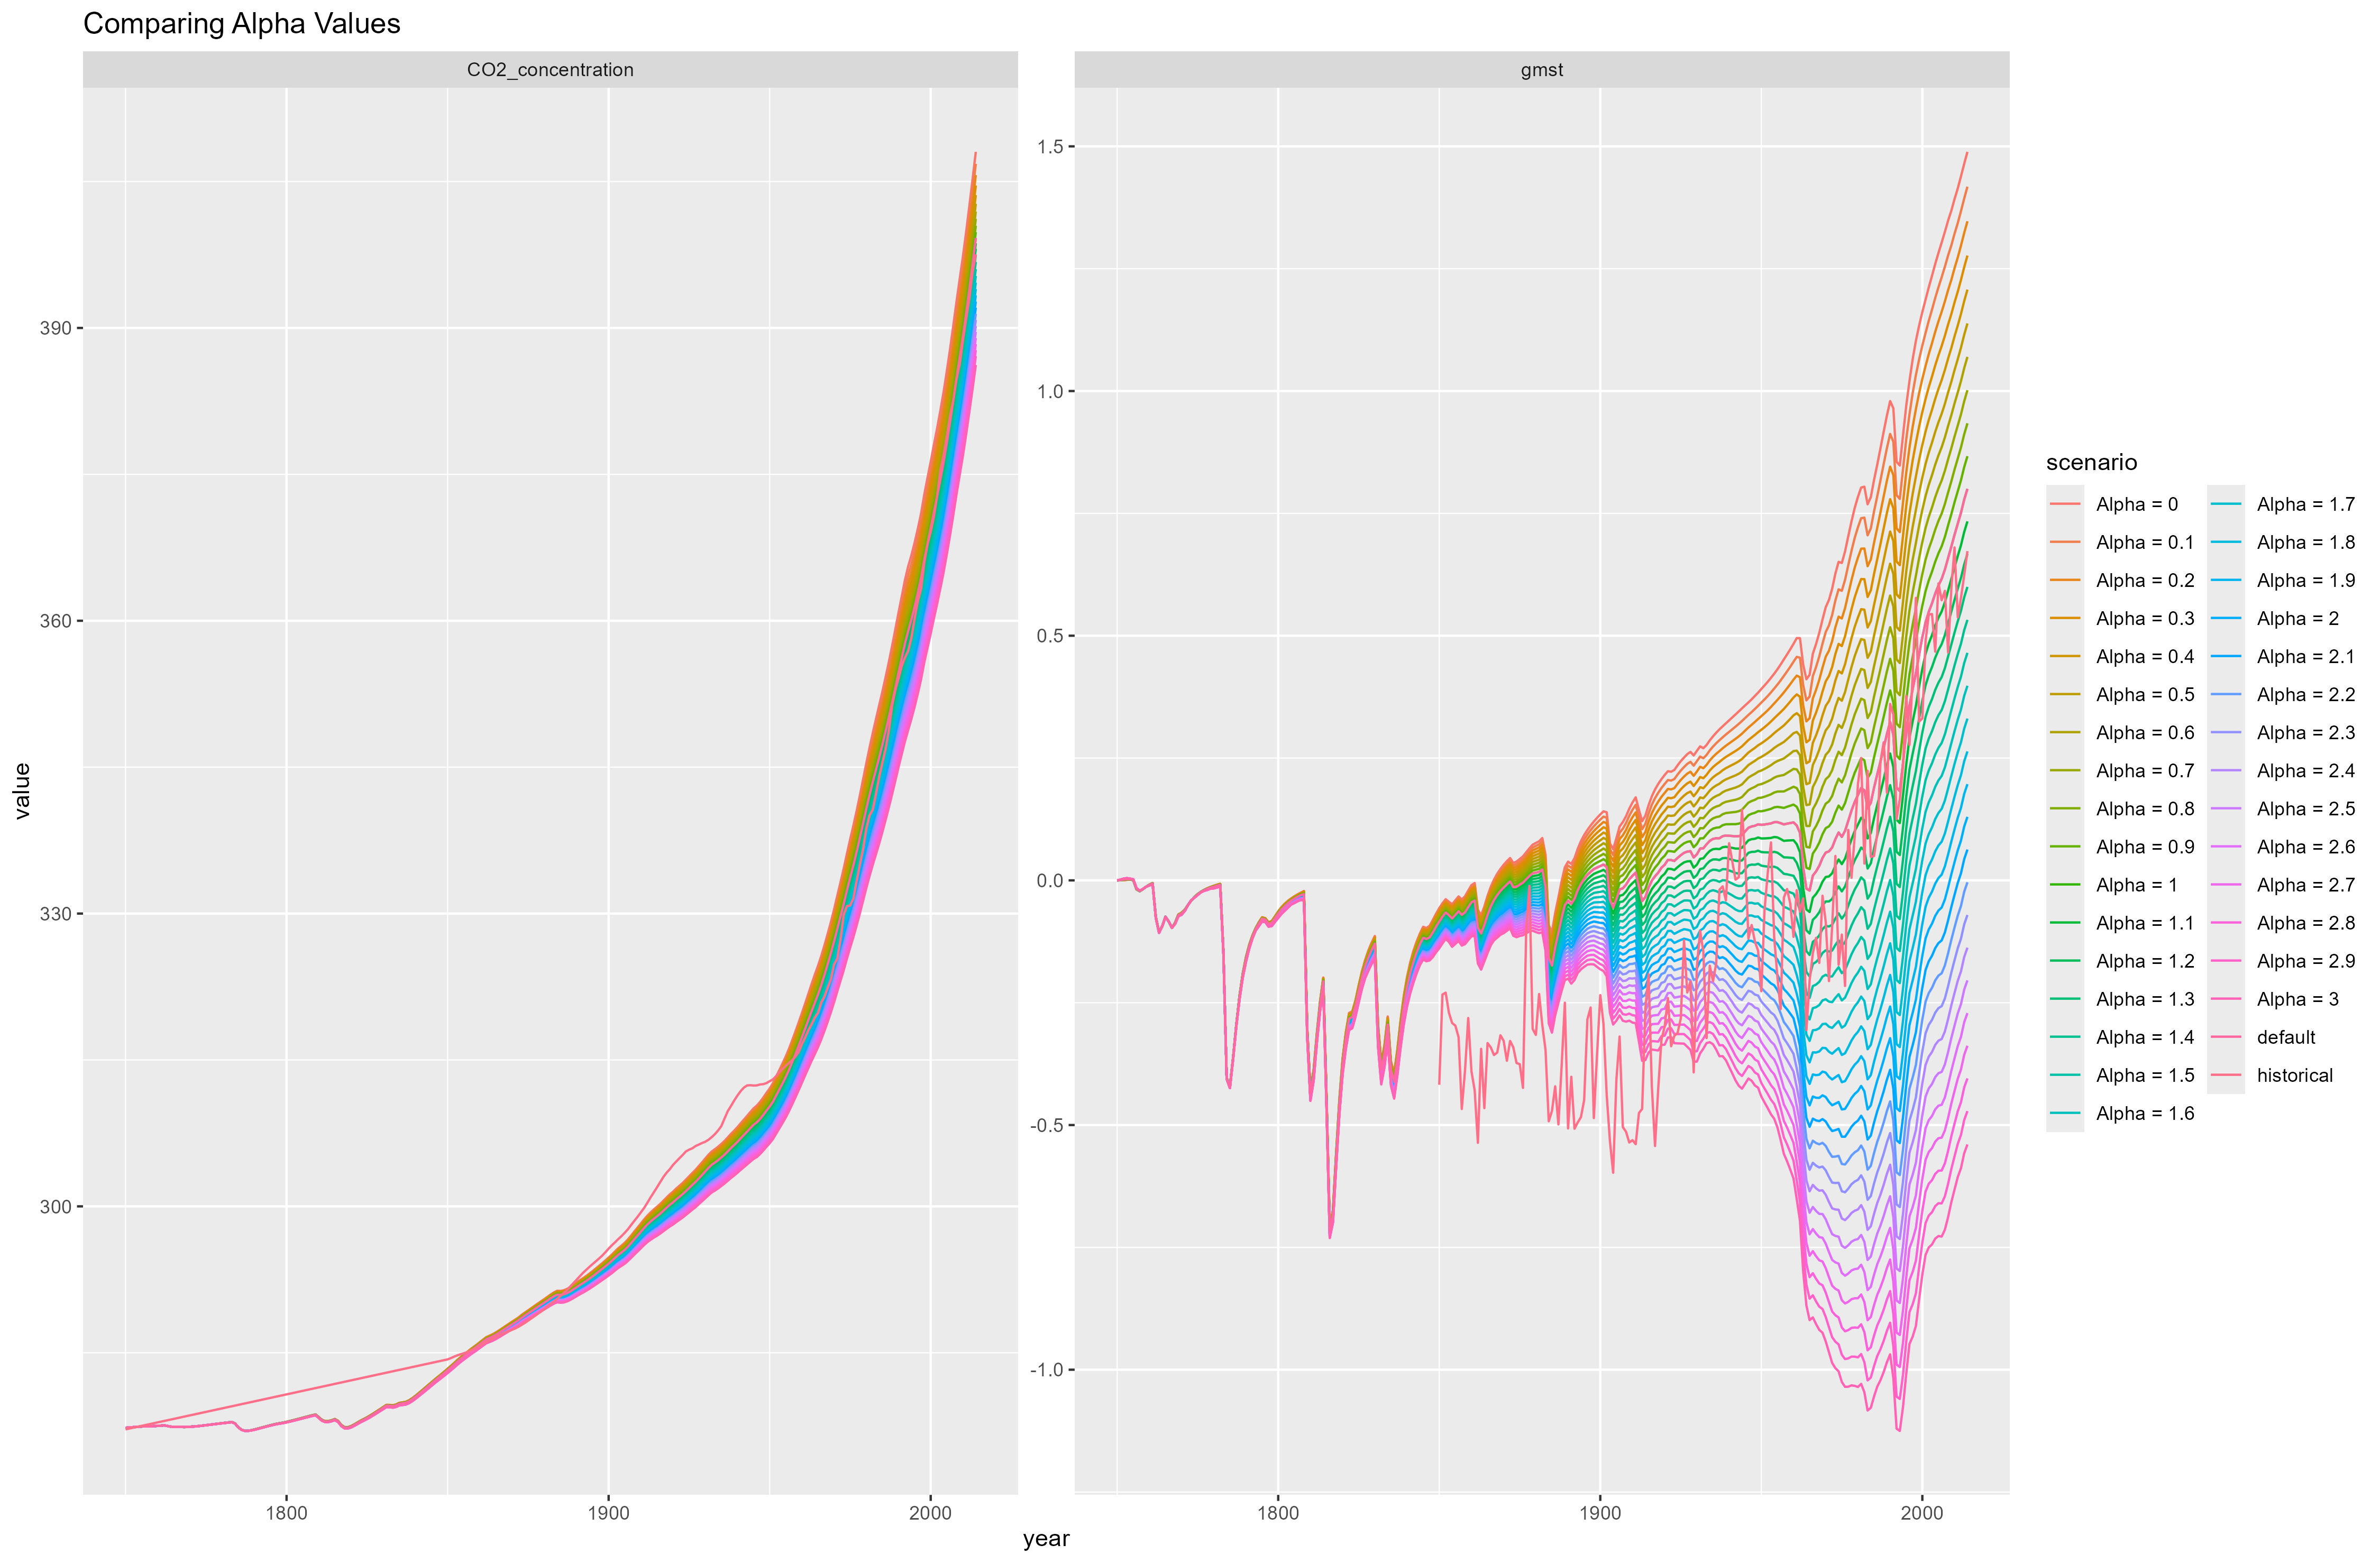 Comparing Alpha Values
CO2_concentration
gmst
value
390
360
330
300
1800
1900
2000
1.5
1.0
0.5
0.0
-0.5
-1.0
1800
1900
2000
year
scenario
Alpha = 0
Alpha = 0.1
Alpha = 0.2
Alpha = 0.3
Alpha = 0.4
Alpha = 0.5
Alpha = 0.6
Alpha = 0.7
Alpha = 0.8
Alpha = 0.9
Alpha = 1
Alpha = 1.1
Alpha = 1.2
Alpha = 1.3
Alpha = 1.4
Alpha = 1.5
Alpha = 1.6
Alpha = 1.7
Alpha = 1.8
Alpha = 1.9
Alpha = 2
Alpha = 2.1
Alpha = 2.2
Alpha = 2.3
Alpha = 2.4
Alpha = 2.5
Alpha = 2.6
Alpha = 2.7
Alpha = 2.8
Alpha = 2.9
Alpha = 3
default
historical